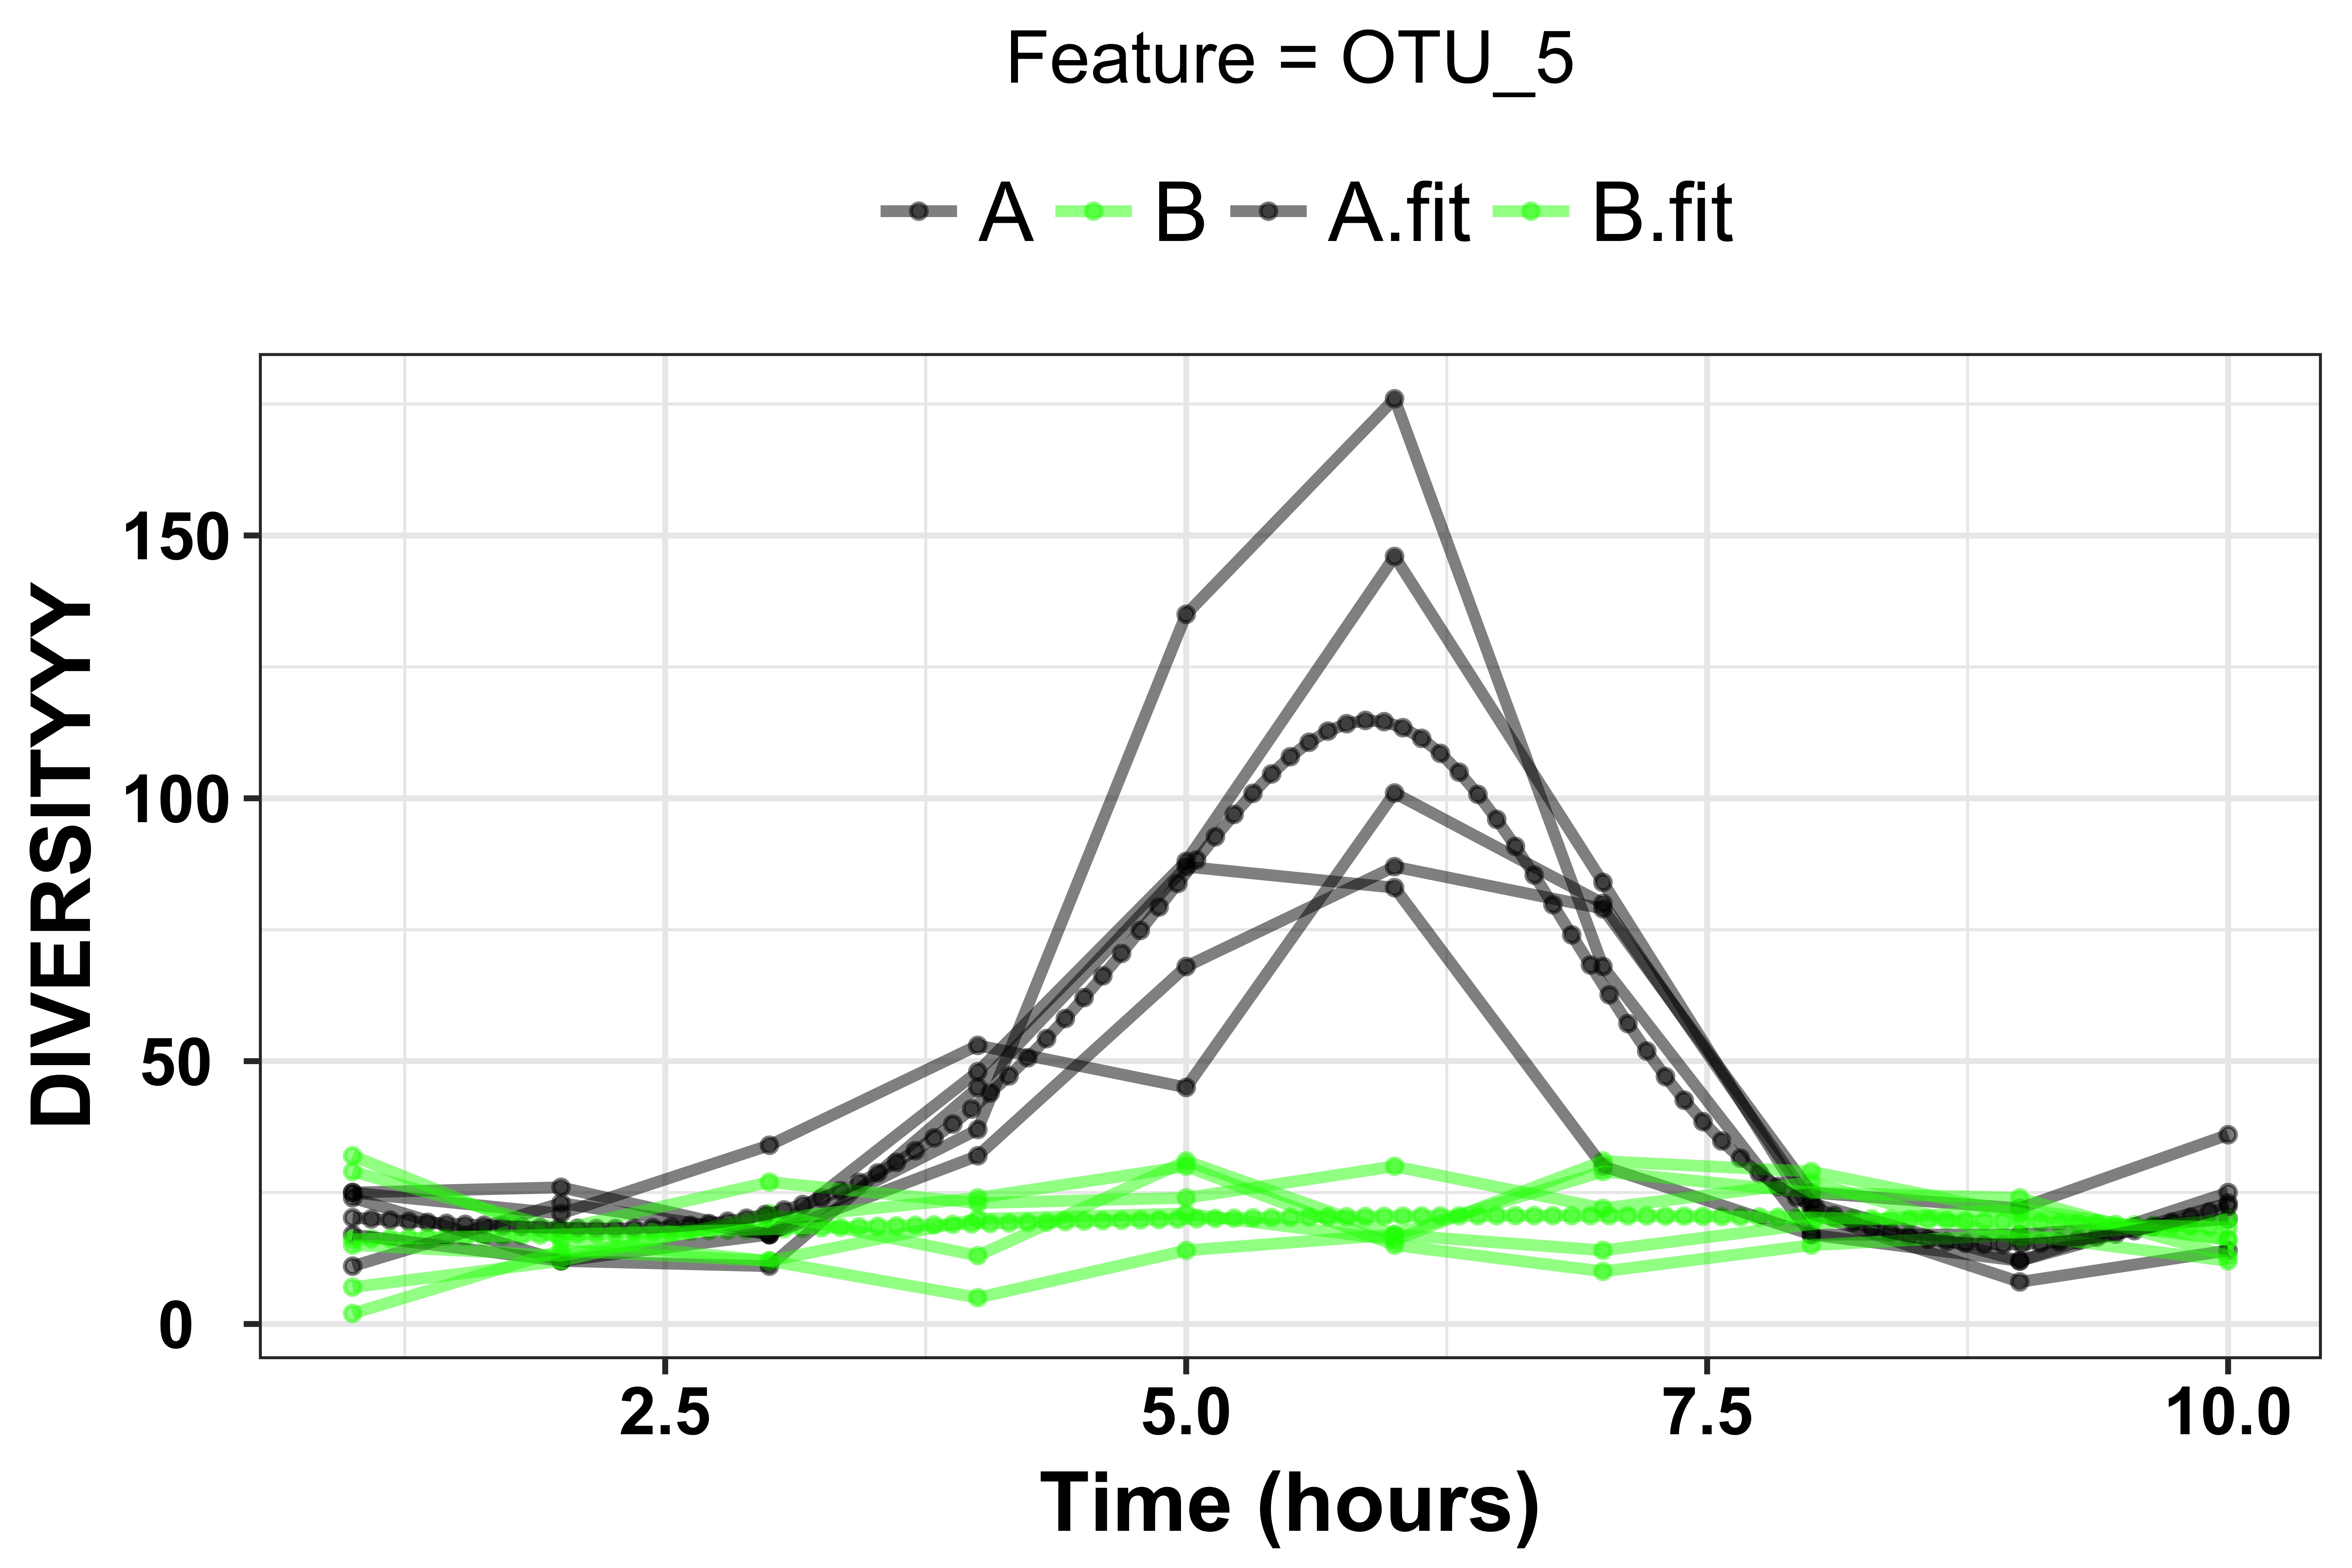 Feature = OTU_5
A B A.fit B.fit
DIVERSITYYY
150
100
50
0
2.5 5.0 7.5 10.0
Time (hours)